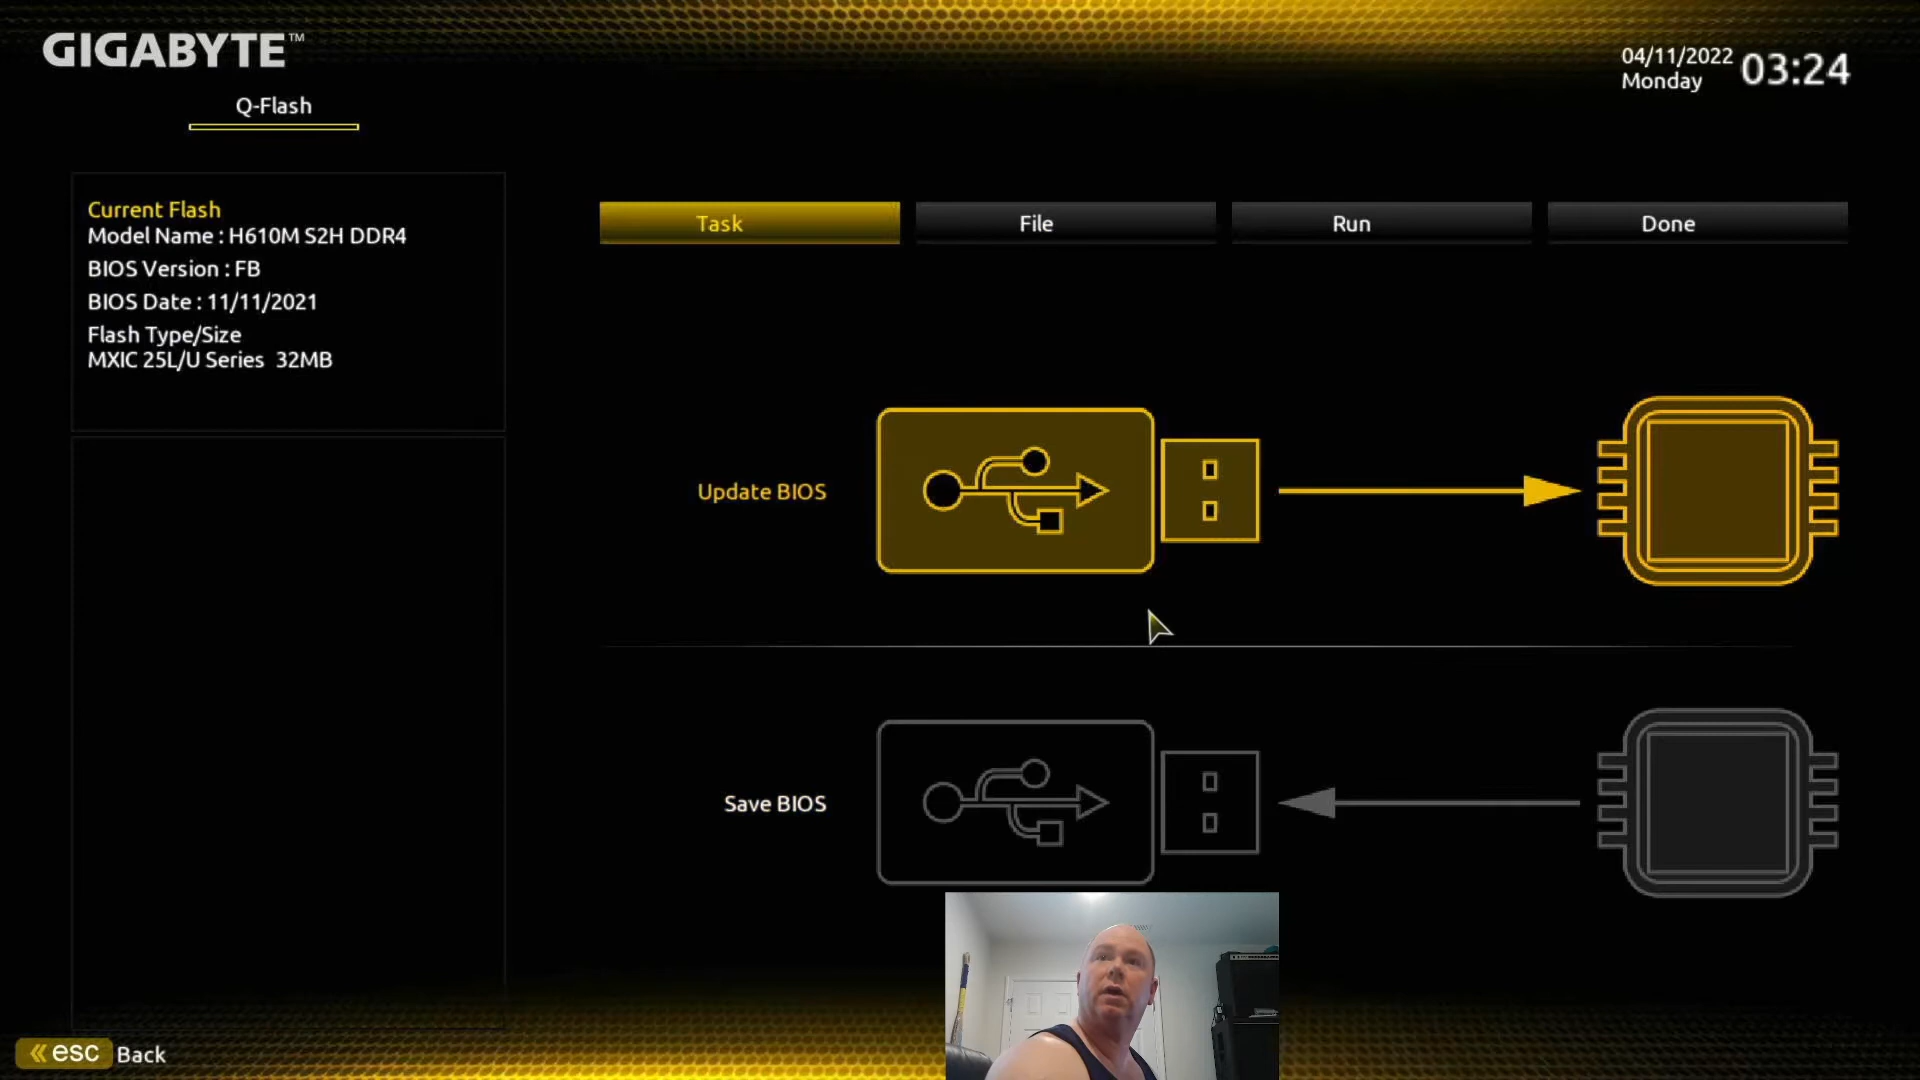 GIGABYTE™
04/11/2022
Monday
03:24
Q-Flash
Current Flash
Model Name : H610M S2H DDR4
BIOS Version : FB
BIOS Date : 11/11/2021
Flash Type/Size
MXIC 25L/U Series 32MB
Task
File
Run
Done
Update BIOS
Save BIOS
« esc Back